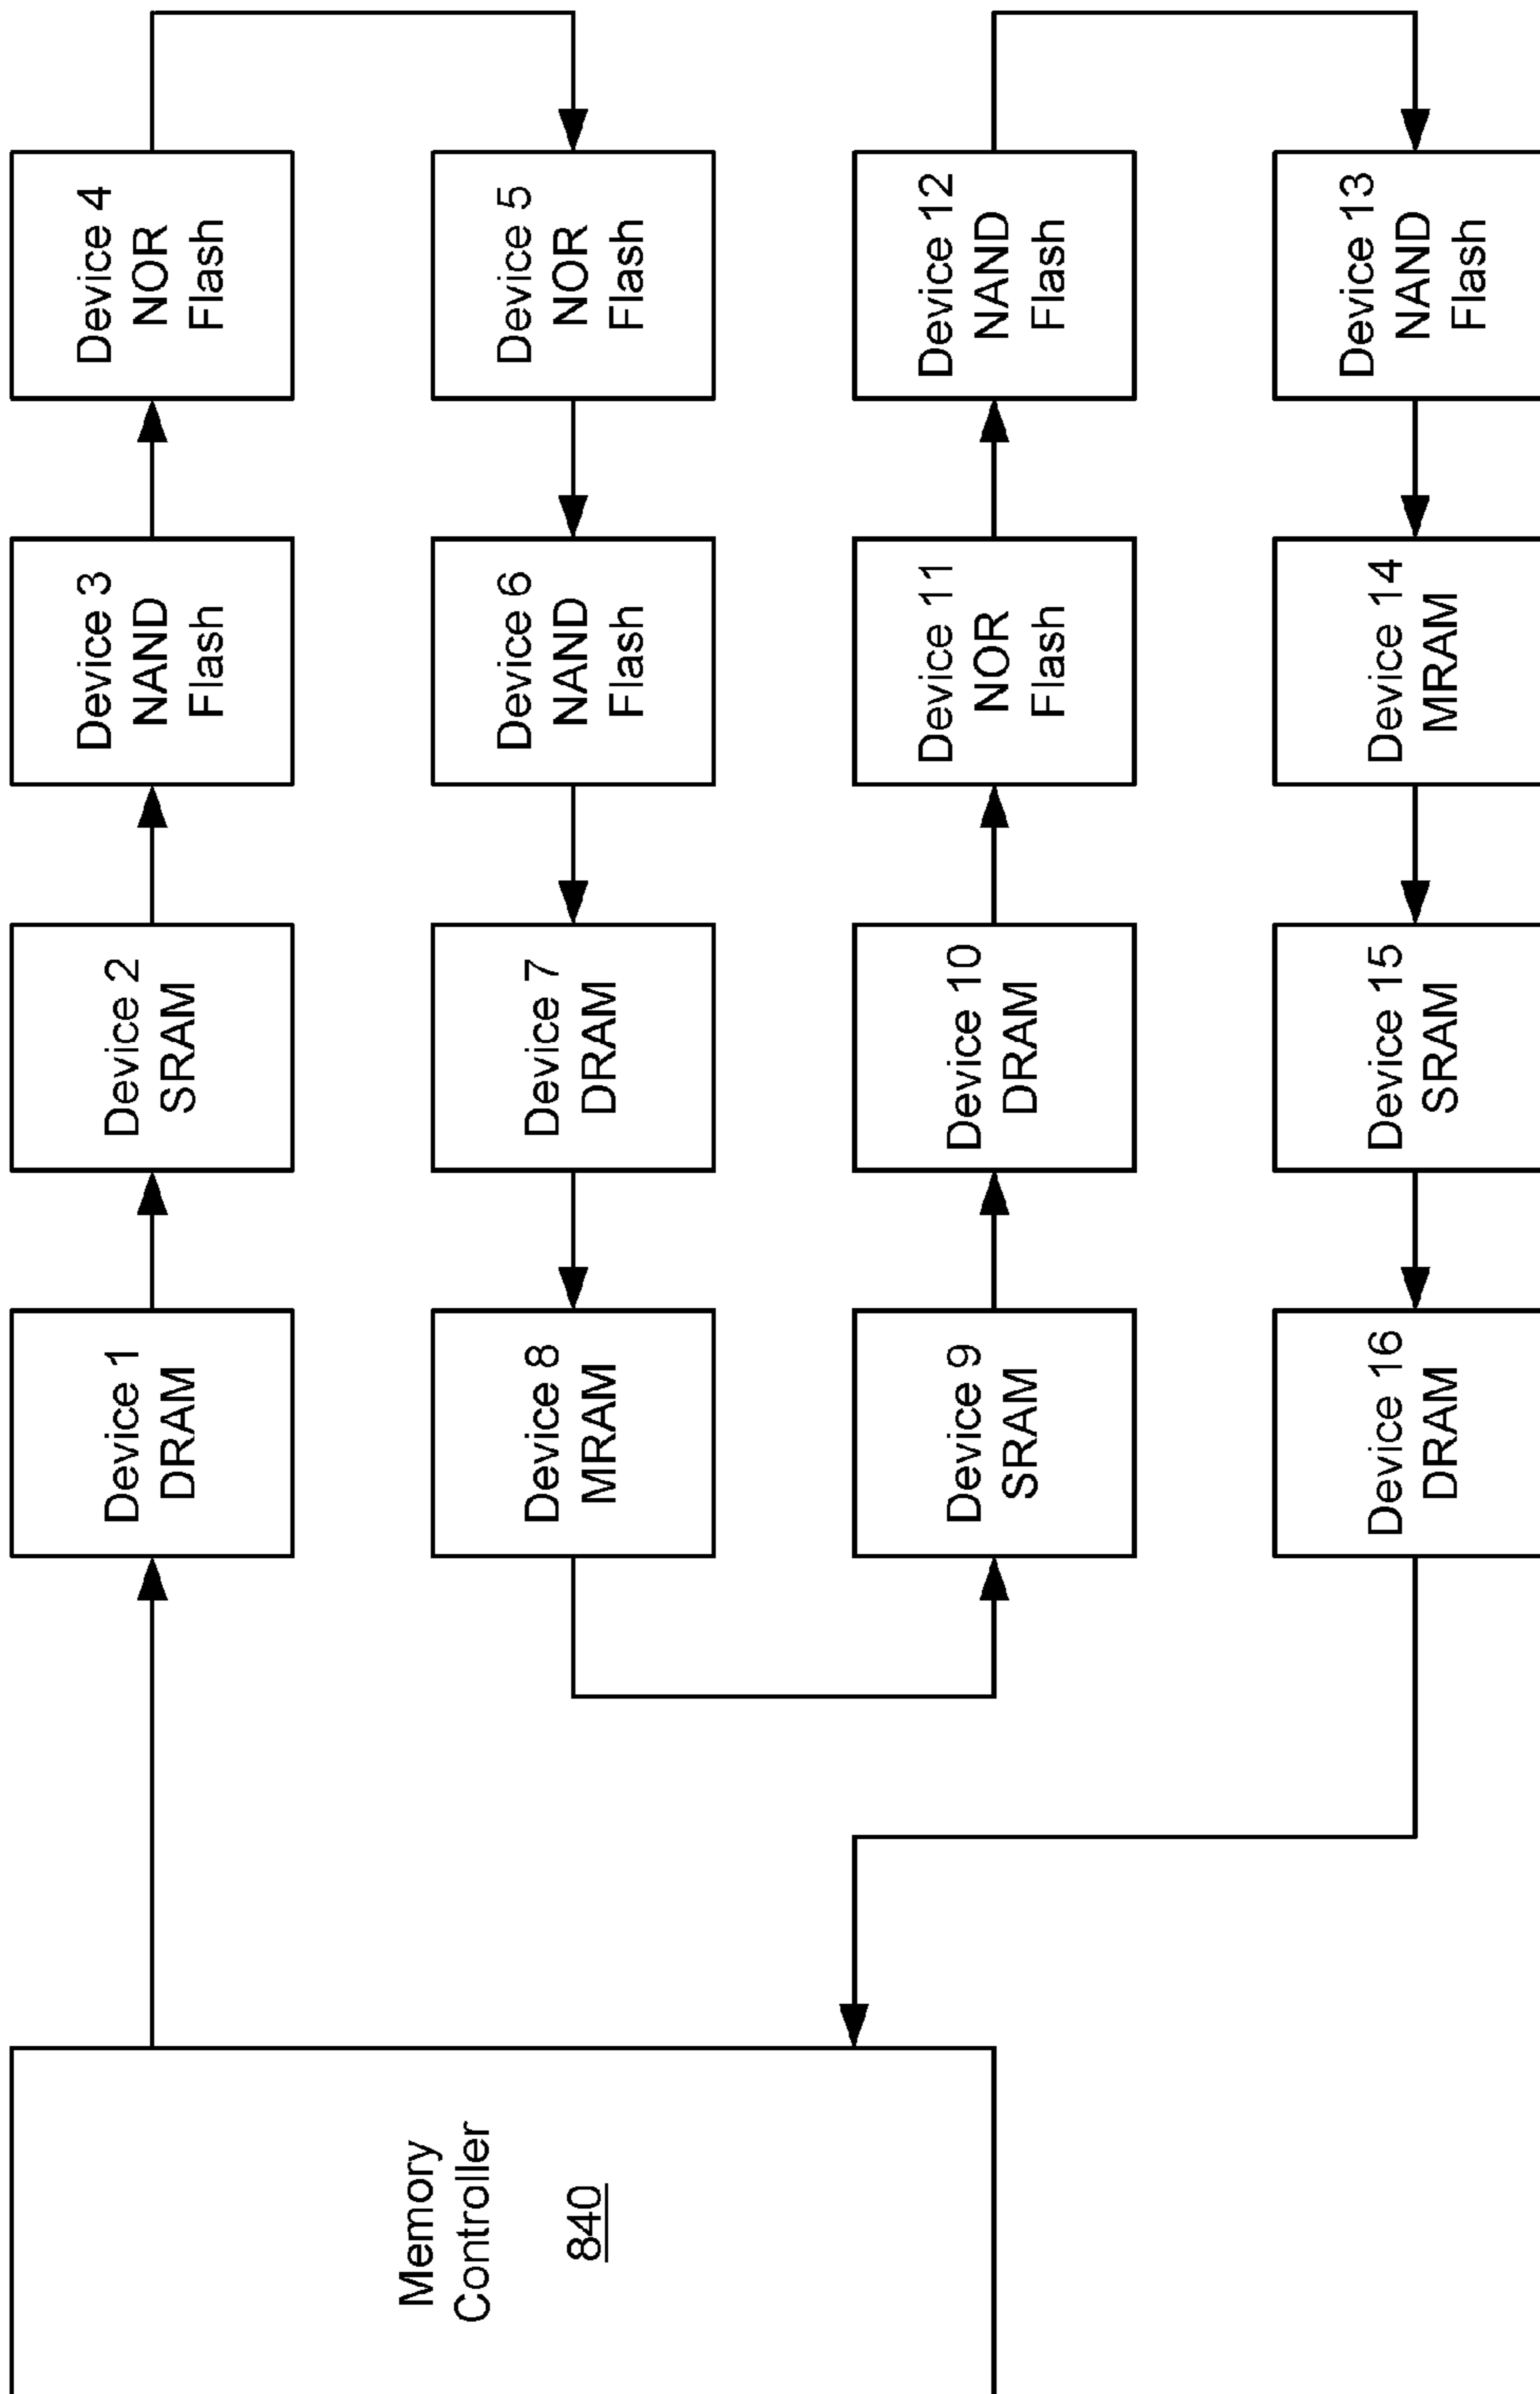 Memory
Controller
840
Device 1
DRAM
Device 2
SRAM
Device 3
NAND
Flash
Device 4
NOR
Flash
Device 5
NOR
Flash
Device 6
NAND
Flash
Device 7
DRAM
Device 8
MRAM
Device 9
SRAM
Device 10
DRAM
Device 11
NOR
Flash
Device 12
NAND
Flash
Device 13
NAND
Flash
Device 14
MRAM
Device 15
SRAM
Device 16
DRAM